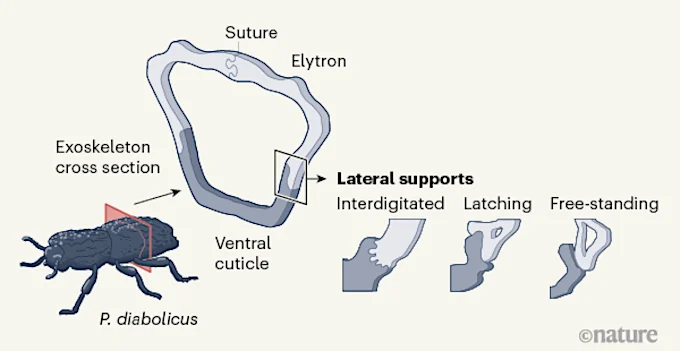 Suture
Elytron
Exoskeleton
cross section
Lateral supports
Interdigitated
Latching
Free-standing
Ventral
cuticle
P. diabolicus
©nature